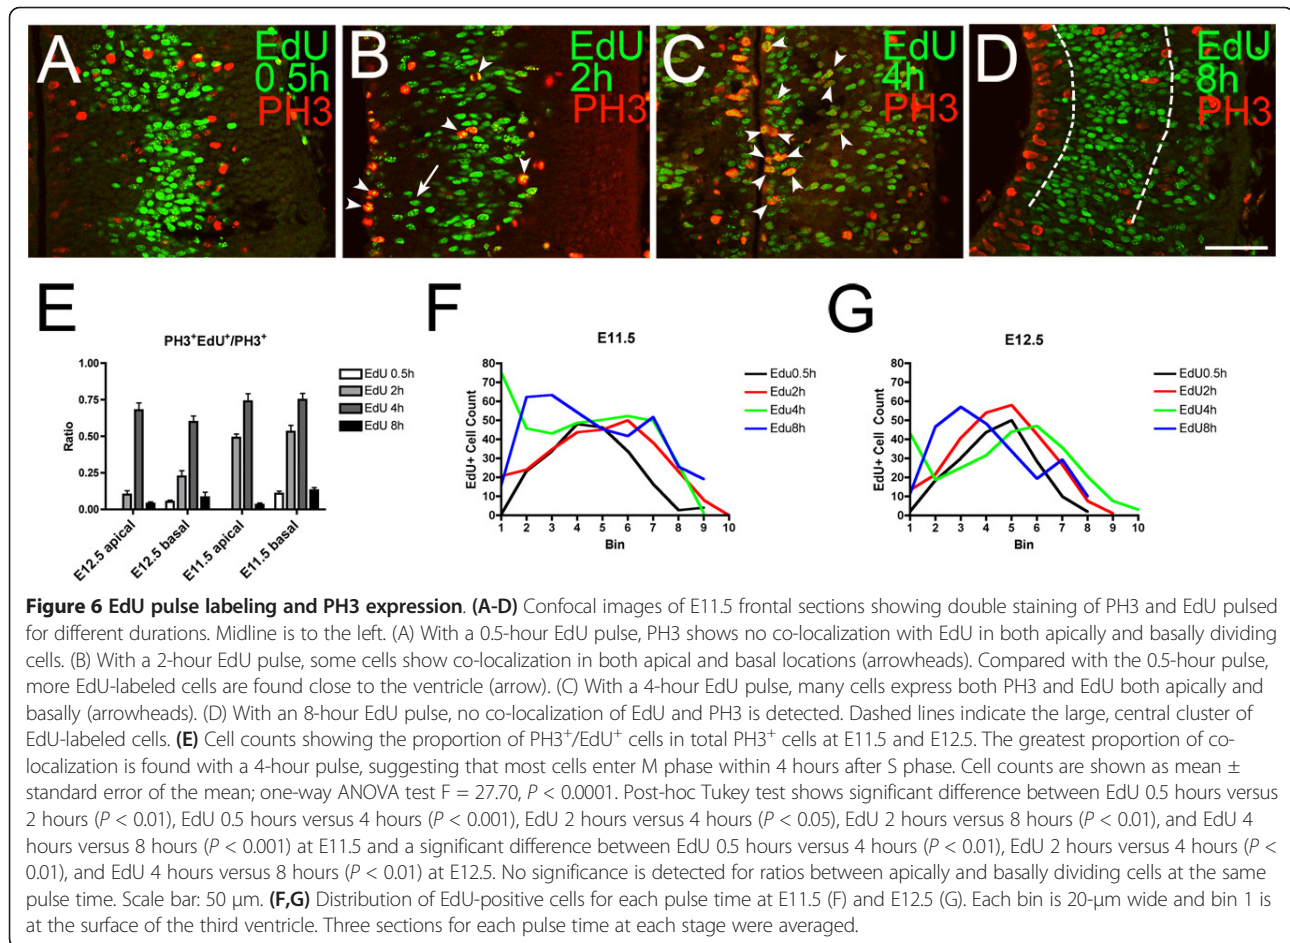 A
EdU
0.5h
PH3
B
EdU
2h
PH3
C
EdU
4h
PH3
D
EdU
8h
PH3
E
PH3⁺EdU⁺/PH3⁺
1.00
0.75
0.50
0.25
0.00
Ratio
EdU 0.5h
EdU 2h
EdU 4h
EdU 8h
E12.5 apical
E12.5 basal
E11.5 apical
E11.5 basal
F
E11.5
80
70
60
50
40
30
20
10
0
EdU+ Cell Count
1 2 3 4 5 6 7 8 9 10
Bin
Edu0.5h
Edu2h
Edu4h
Edu8h
G
E12.5
80
70
60
50
40
30
20
10
0
EdU+ Cell Count
1 2 3 4 5 6 7 8 9 10
Bin
EdU0.5h
EdU2h
EdU4h
EdU8h
Figure 6 EdU pulse labeling and PH3 expression. (A-D) Confocal images of E11.5 frontal sections showing double staining of PH3 and EdU pulsed
for different durations. Midline is to the left. (A) With a 0.5-hour EdU pulse, PH3 shows no co-localization with EdU in both apically and basally dividing
cells. (B) With a 2-hour EdU pulse, some cells show co-localization in both apical and basal locations (arrowheads). Compared with the 0.5-hour pulse,
more EdU-labeled cells are found close to the ventricle (arrow). (C) With a 4-hour EdU pulse, many cells express both PH3 and EdU both apically and
basally (arrowheads). (D) With an 8-hour EdU pulse, no co-localization of EdU and PH3 is detected. Dashed lines indicate the large, central cluster of
EdU-labeled cells. (E) Cell counts showing the proportion of PH3⁺/EdU⁺ cells in total PH3⁺ cells at E11.5 and E12.5. The greatest proportion of co-
localization is found with a 4-hour pulse, suggesting that most cells enter M phase within 4 hours after S phase. Cell counts are shown as mean ±
standard error of the mean; one-way ANOVA test F = 27.70, P < 0.0001. Post-hoc Tukey test shows significant difference between EdU 0.5 hours versus
2 hours (P < 0.01), EdU 0.5 hours versus 4 hours (P < 0.001), EdU 2 hours versus 4 hours (P < 0.05), EdU 2 hours versus 8 hours (P < 0.01), and EdU 4
hours versus 8 hours (P < 0.001) at E11.5 and a significant difference between EdU 0.5 hours versus 4 hours (P < 0.01), EdU 2 hours versus 4 hours (P <
0.01), and EdU 4 hours versus 8 hours (P < 0.01) at E12.5. No significance is detected for ratios between apically and basally dividing cells at the same
pulse time. Scale bar: 50 μm. (F,G) Distribution of EdU-positive cells for each pulse time at E11.5 (F) and E12.5 (G). Each bin is 20-μm wide and bin 1 is
at the surface of the third ventricle. Three sections for each pulse time at each stage were averaged.